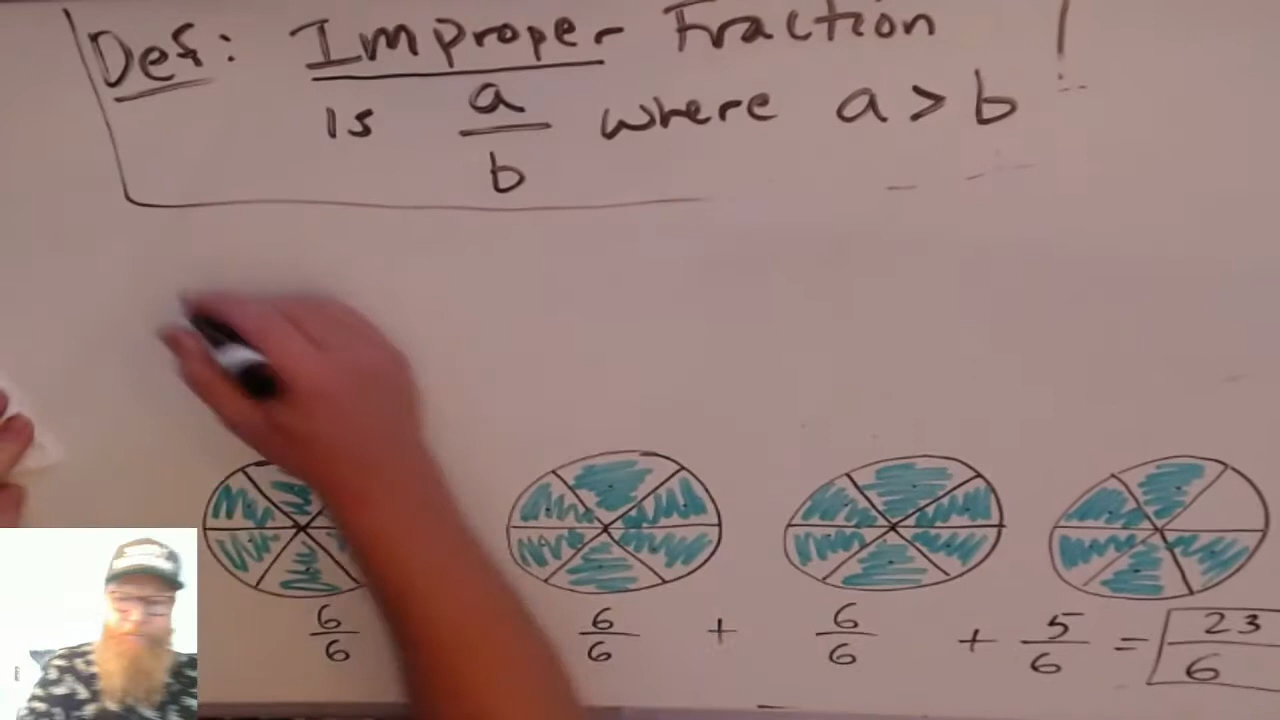 Def: Improper Fraction
is a/b where a > b
6/6 6/6 + 6/6 + 5/6 = 23/6